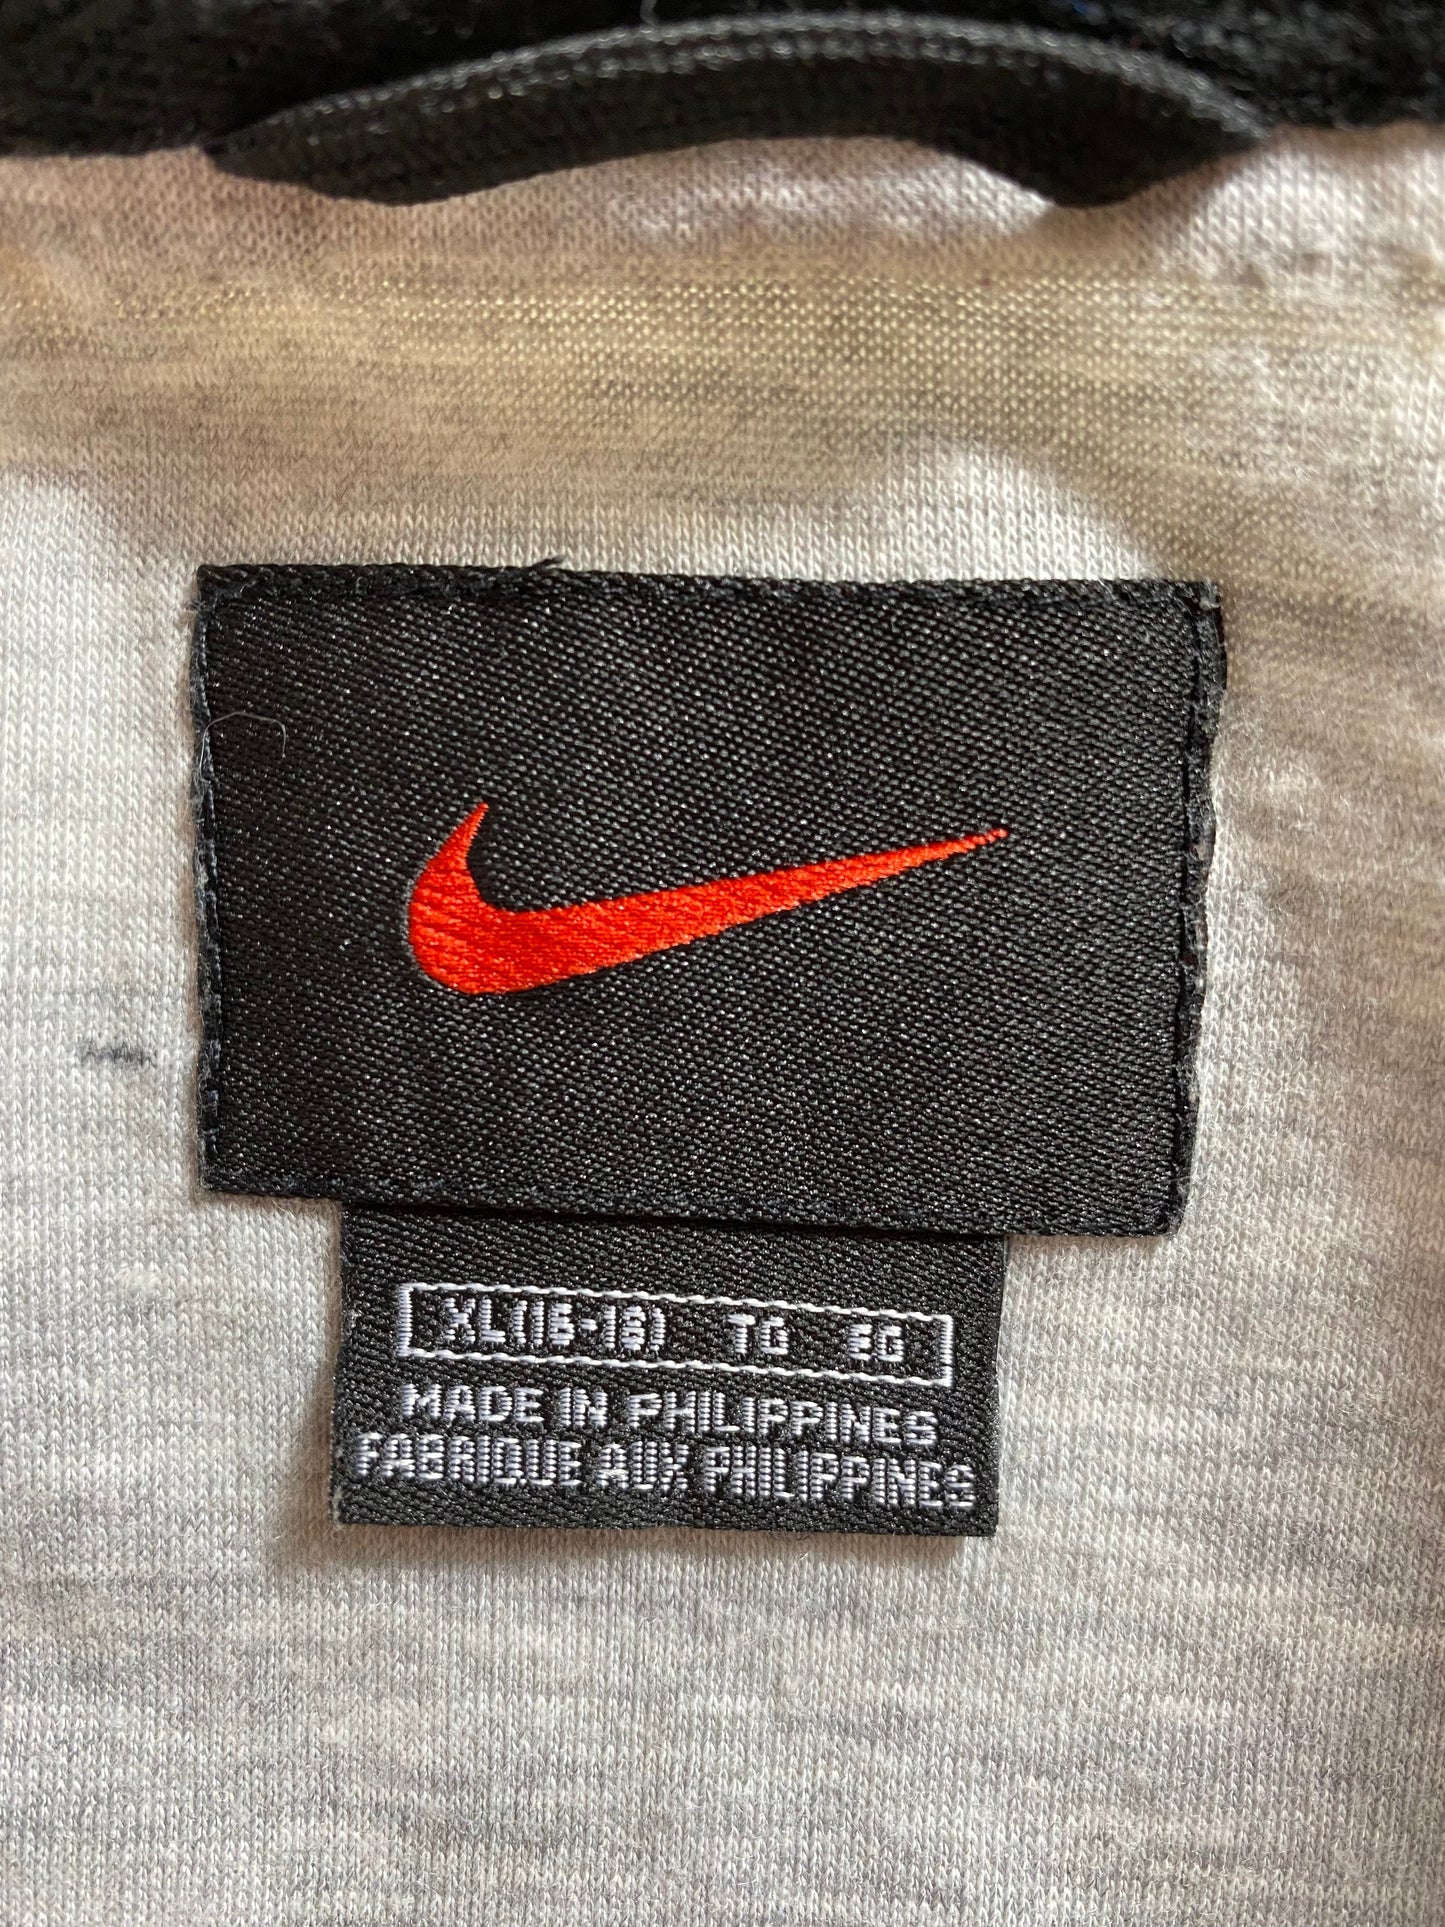 XL(16-18) TG EG
MADE IN PHILIPPINES
FABRIQUE AUX PHILIPPINES